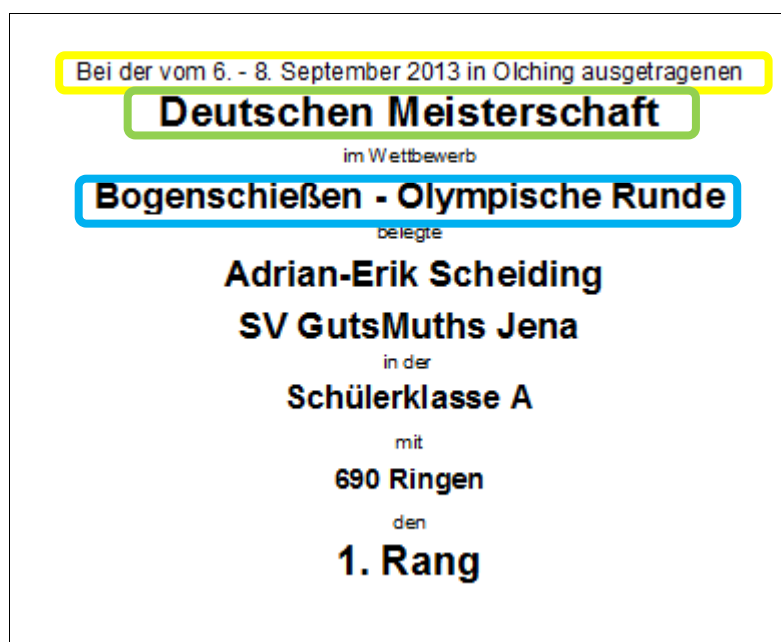 Bei der vom 6. - 8. September 2013 in Olching ausgetragenen
Deutschen Meisterschaft
im Wettbewerb
Bogenschießen - Olympische Runde
belegte
Adrian-Erik Scheiding
SV GutsMuths Jena
in der
Schülerklasse A
mit
690 Ringen
den
1. Rang